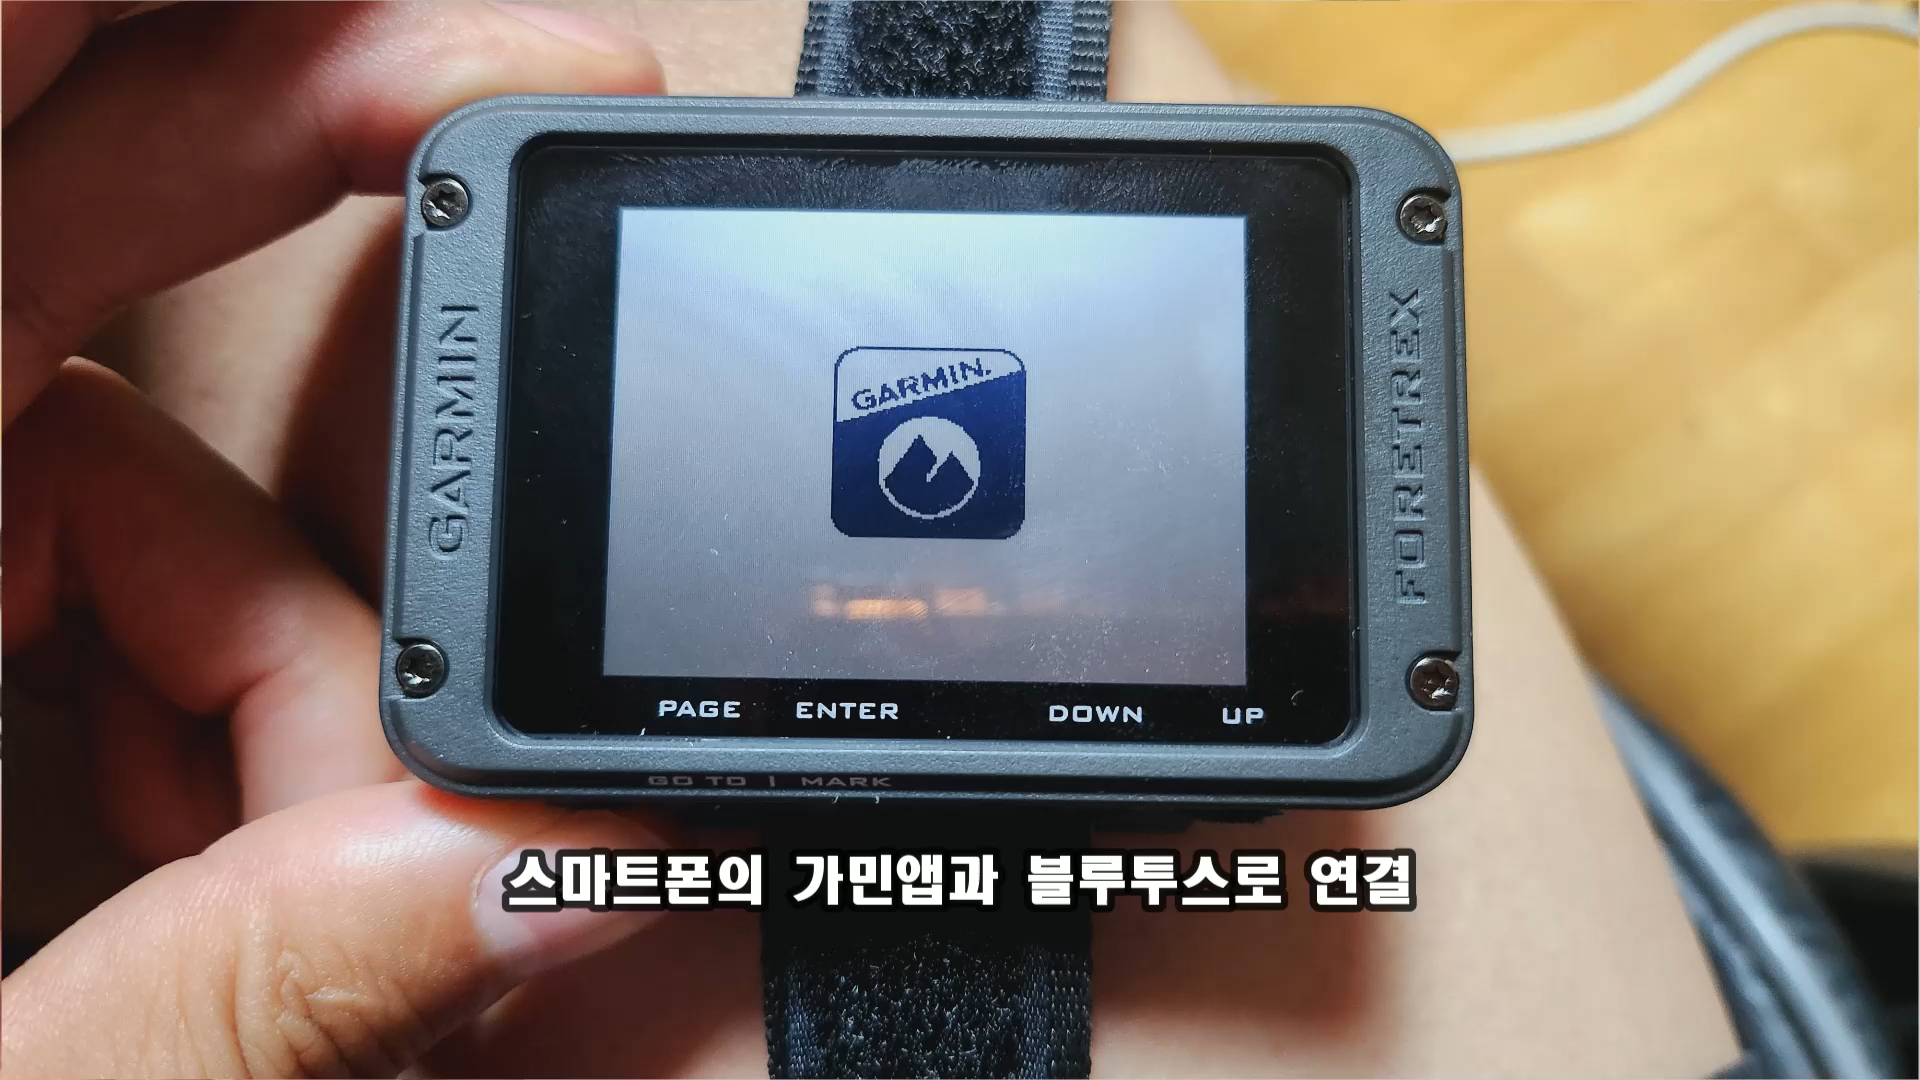 GARMIN
FORETREX
GARMIN.
PAGE ENTER DOWN UP
GO TO | MARK
스마트폰의 가민앱과 블루투스로 연결